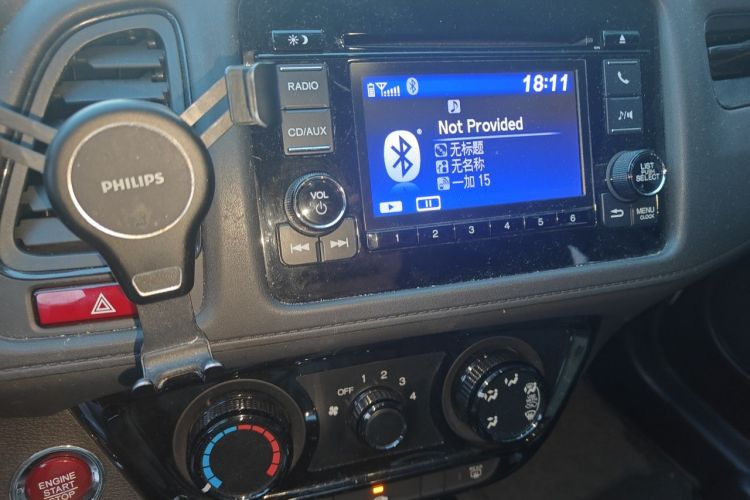 RADIO
CD/AUX
VOL
18:11
Not Provided
无标题
无名称
一加 15
1 2 3 4 5 6
LIST
PUSH
SELECT
MENU
CLOCK
PHILIPS
OFF 1 2 3 4
ENGINE
START
STOP